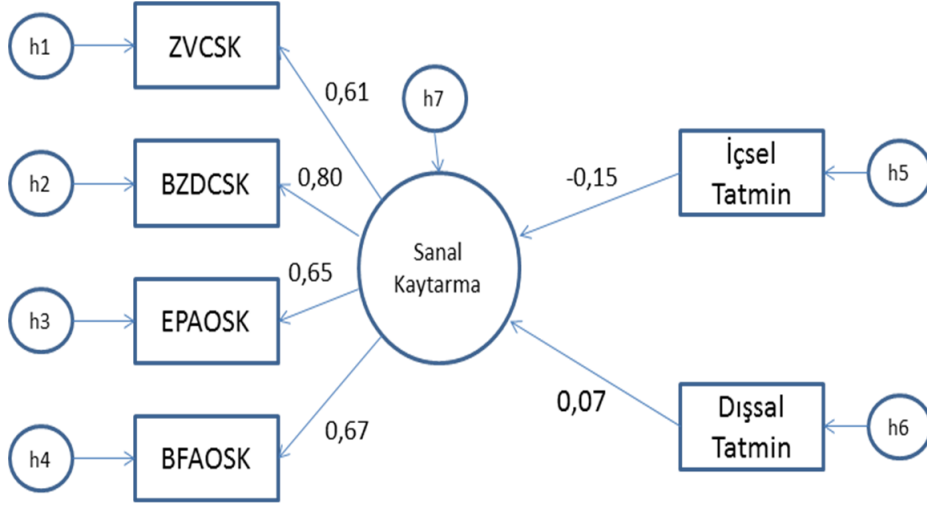 h1
ZVCSK
0,61
h7
h2
BZDCSK
0,80
-0,15
İçsel
Tatmin
h5
Sanal
Kaytarma
h3
EPAOSK
0,65
h4
BFAOSK
0,67
0,07
Dışsal
Tatmin
h6